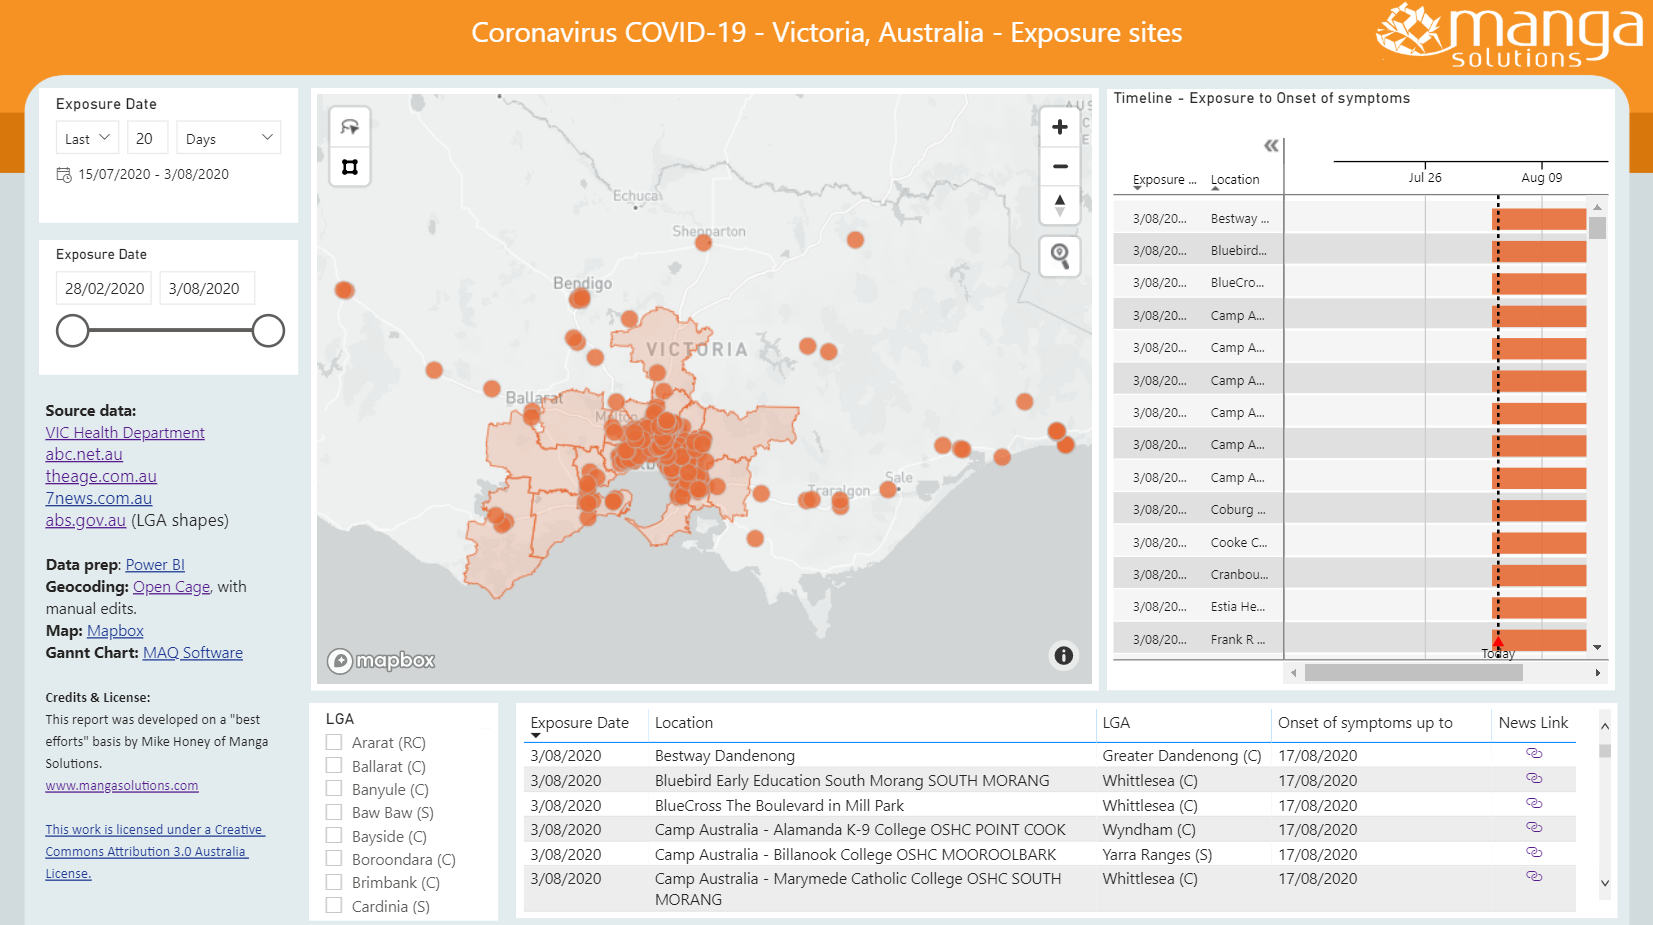 Coronavirus COVID-19 - Victoria, Australia - Exposure sites
manga
solutions
Exposure Date
Last 20 Days
15/07/2020 - 3/08/2020
Exposure Date
28/02/2020 3/08/2020
Source data:
VIC Health Department
abc.net.au
theage.com.au
7news.com.au
abs.gov.au (LGA shapes)
Data prep: Power BI
Geocoding: Open Cage, with
manual edits.
Map: Mapbox
Gannt Chart: MAQ Software
Credits & License:
This report was developed on a "best
efforts" basis by Mike Honey of Manga
Solutions.
www.mangasolutions.com
This work is licensed under a Creative
Commons Attribution 3.0 Australia
License.
Echuca
Shepparton
Bendigo
VICTORIA
Ballarat
Melton
Traralgon
Sale
mapbox
Timeline - Exposure to Onset of symptoms
Jul 26 Aug 09
Exposure ... Location
3/08/20... Bestway ...
3/08/20... Bluebird...
3/08/20... BlueCro...
3/08/20... Camp A...
3/08/20... Camp A...
3/08/20... Camp A...
3/08/20... Camp A...
3/08/20... Camp A...
3/08/20... Camp A...
3/08/20... Coburg ...
3/08/20... Cooke C...
3/08/20... Cranbou...
3/08/20... Estia He...
3/08/20... Frank R ...
Today
LGA
Ararat (RC)
Ballarat (C)
Banyule (C)
Baw Baw (S)
Bayside (C)
Boroondara (C)
Brimbank (C)
Cardinia (S)
Exposure Date Location LGA Onset of symptoms up to News Link
3/08/2020 Bestway Dandenong Greater Dandenong (C) 17/08/2020
3/08/2020 Bluebird Early Education South Morang SOUTH MORANG Whittlesea (C) 17/08/2020
3/08/2020 BlueCross The Boulevard in Mill Park Whittlesea (C) 17/08/2020
3/08/2020 Camp Australia - Alamanda K-9 College OSHC POINT COOK Wyndham (C) 17/08/2020
3/08/2020 Camp Australia - Billanook College OSHC MOOROOLBARK Yarra Ranges (S) 17/08/2020
3/08/2020 Camp Australia - Marymede Catholic College OSHC SOUTH Whittlesea (C) 17/08/2020
MORANG